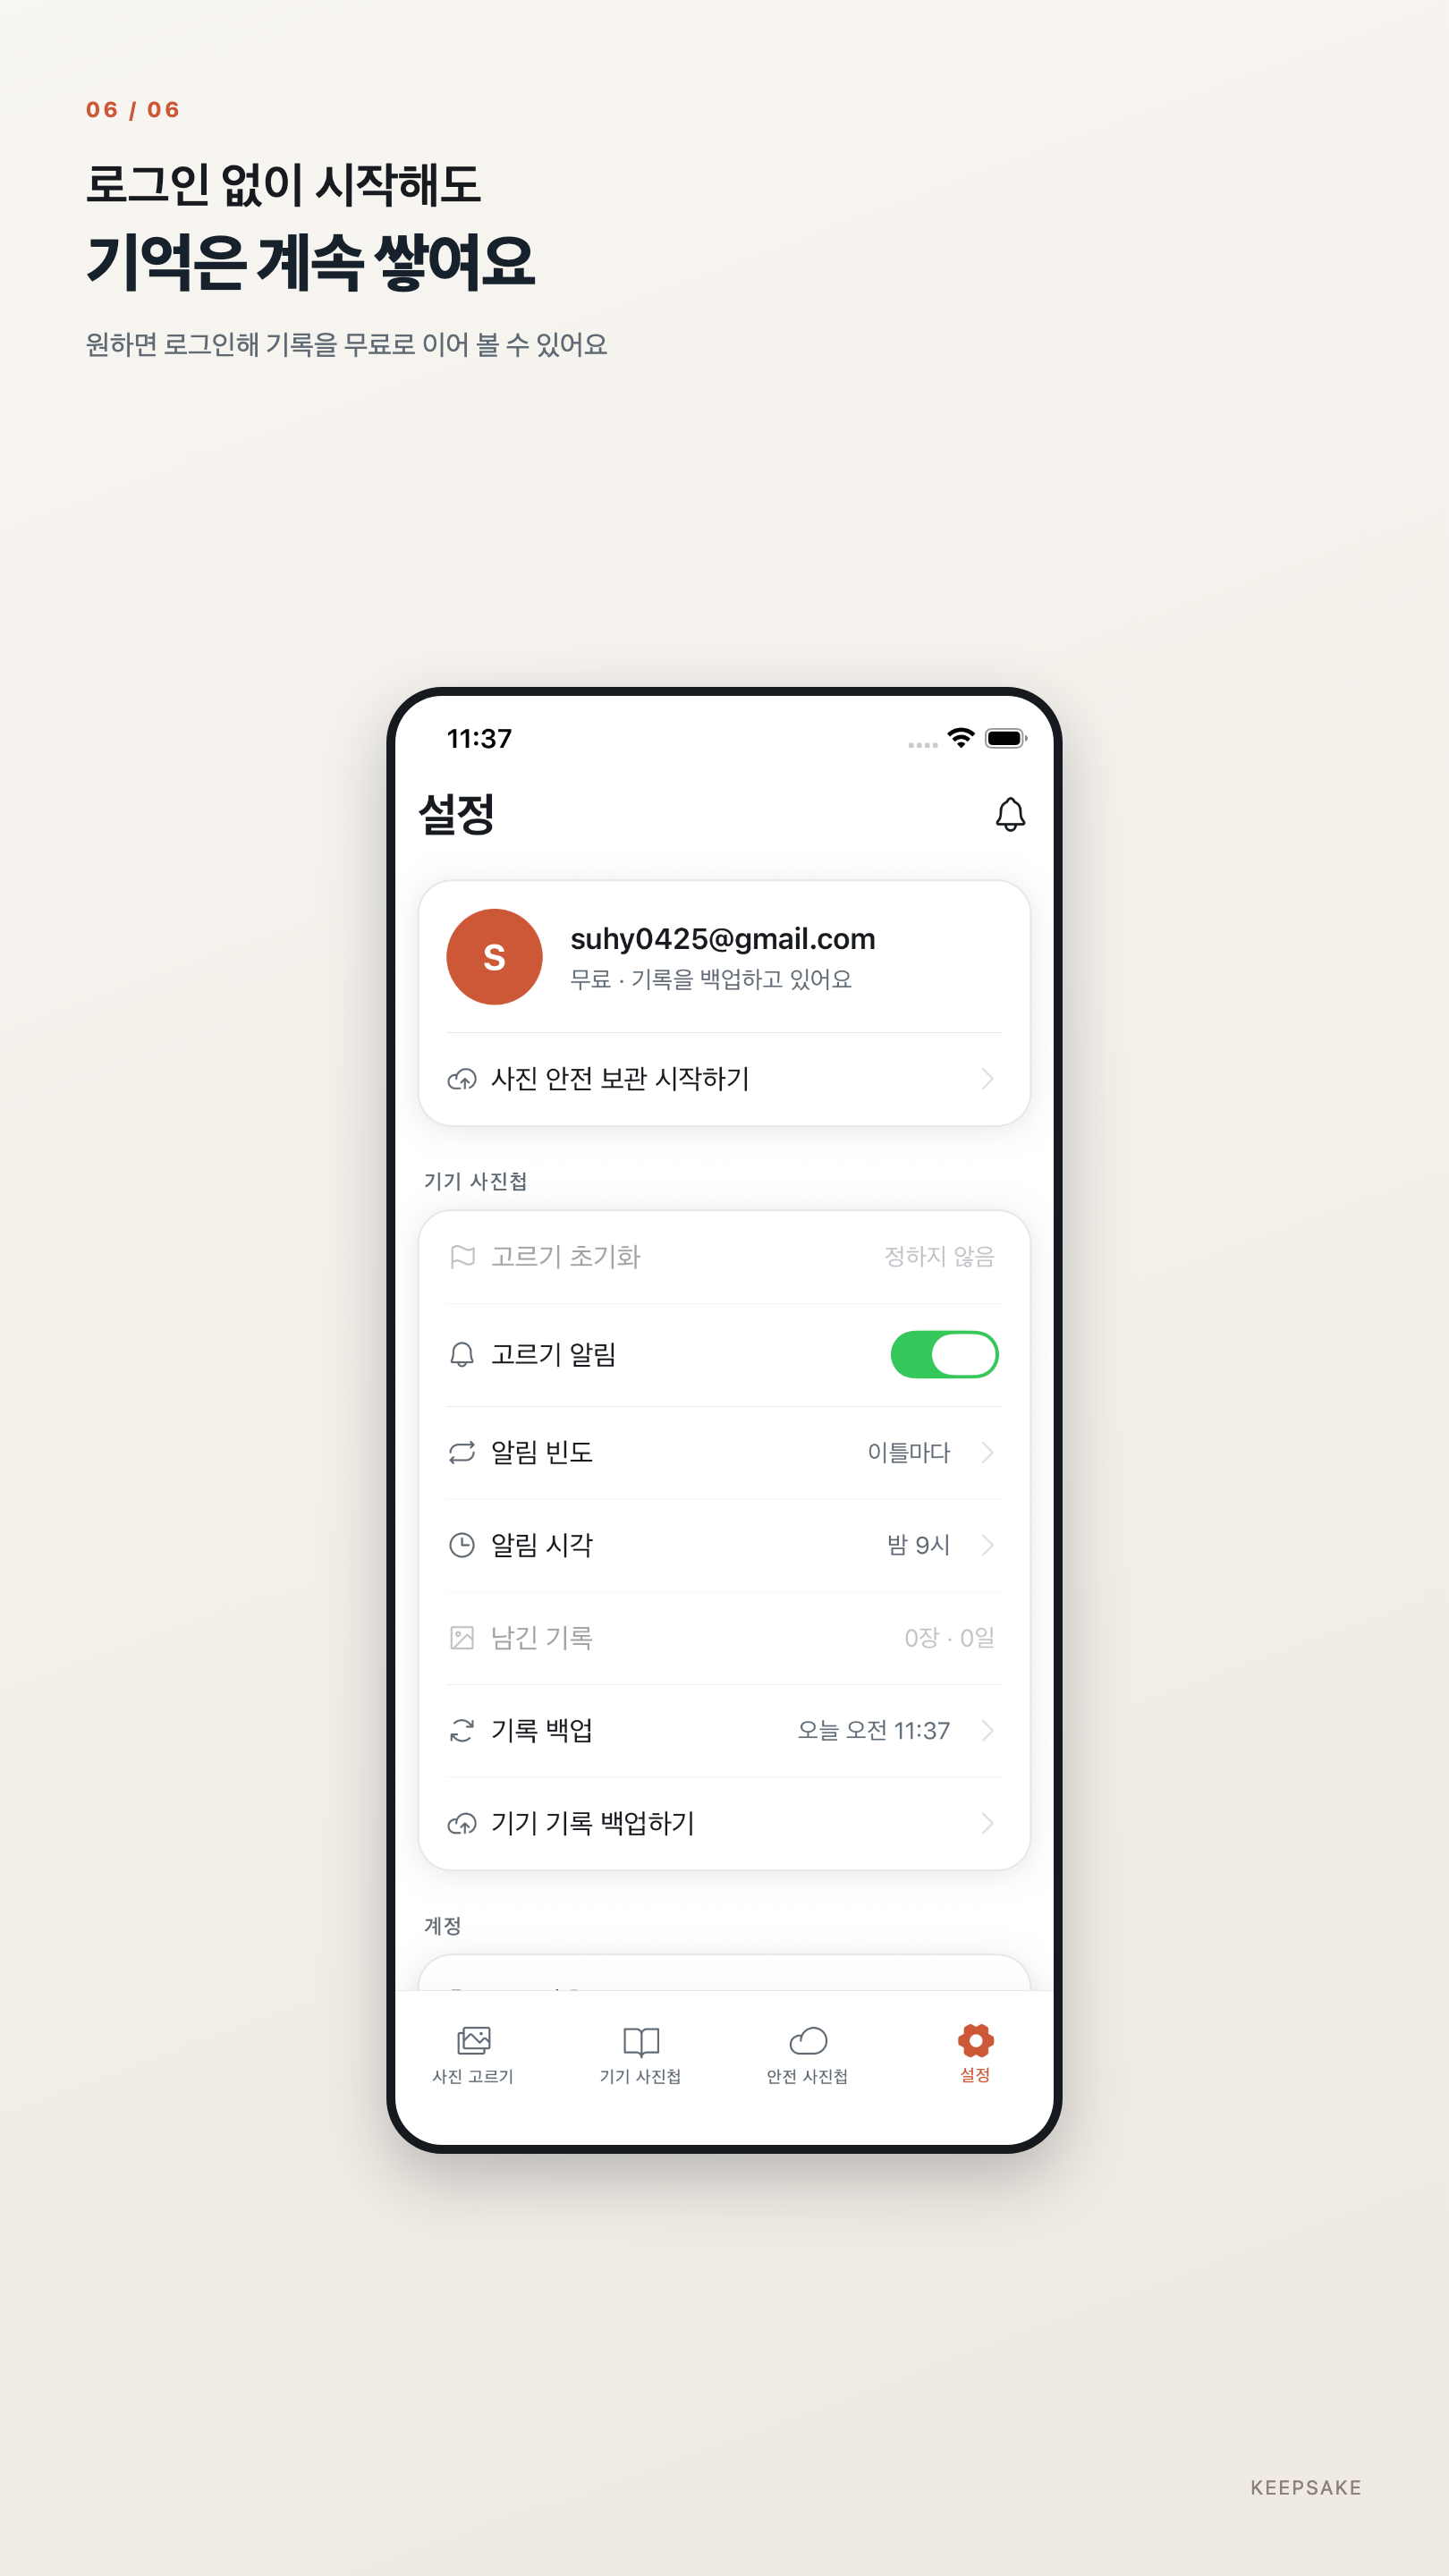 06 / 06
로그인 없이 시작해도
기억은 계속 쌓여요
원하면 로그인해 기록을 무료로 이어 볼 수 있어요
11:37
설정
S
suhy0425@gmail.com
무료 · 기록을 백업하고 있어요
사진 안전 보관 시작하기
기기 사진첩
고르기 초기화 정하지 않음
고르기 알림
알림 빈도 이틀마다
알림 시각 밤 9시
남긴 기록 0장 · 0일
기록 백업 오늘 오전 11:37
기기 기록 백업하기
계정
사진 고르기 기기 사진첩 안전 사진첩 설정
KEEPSAKE